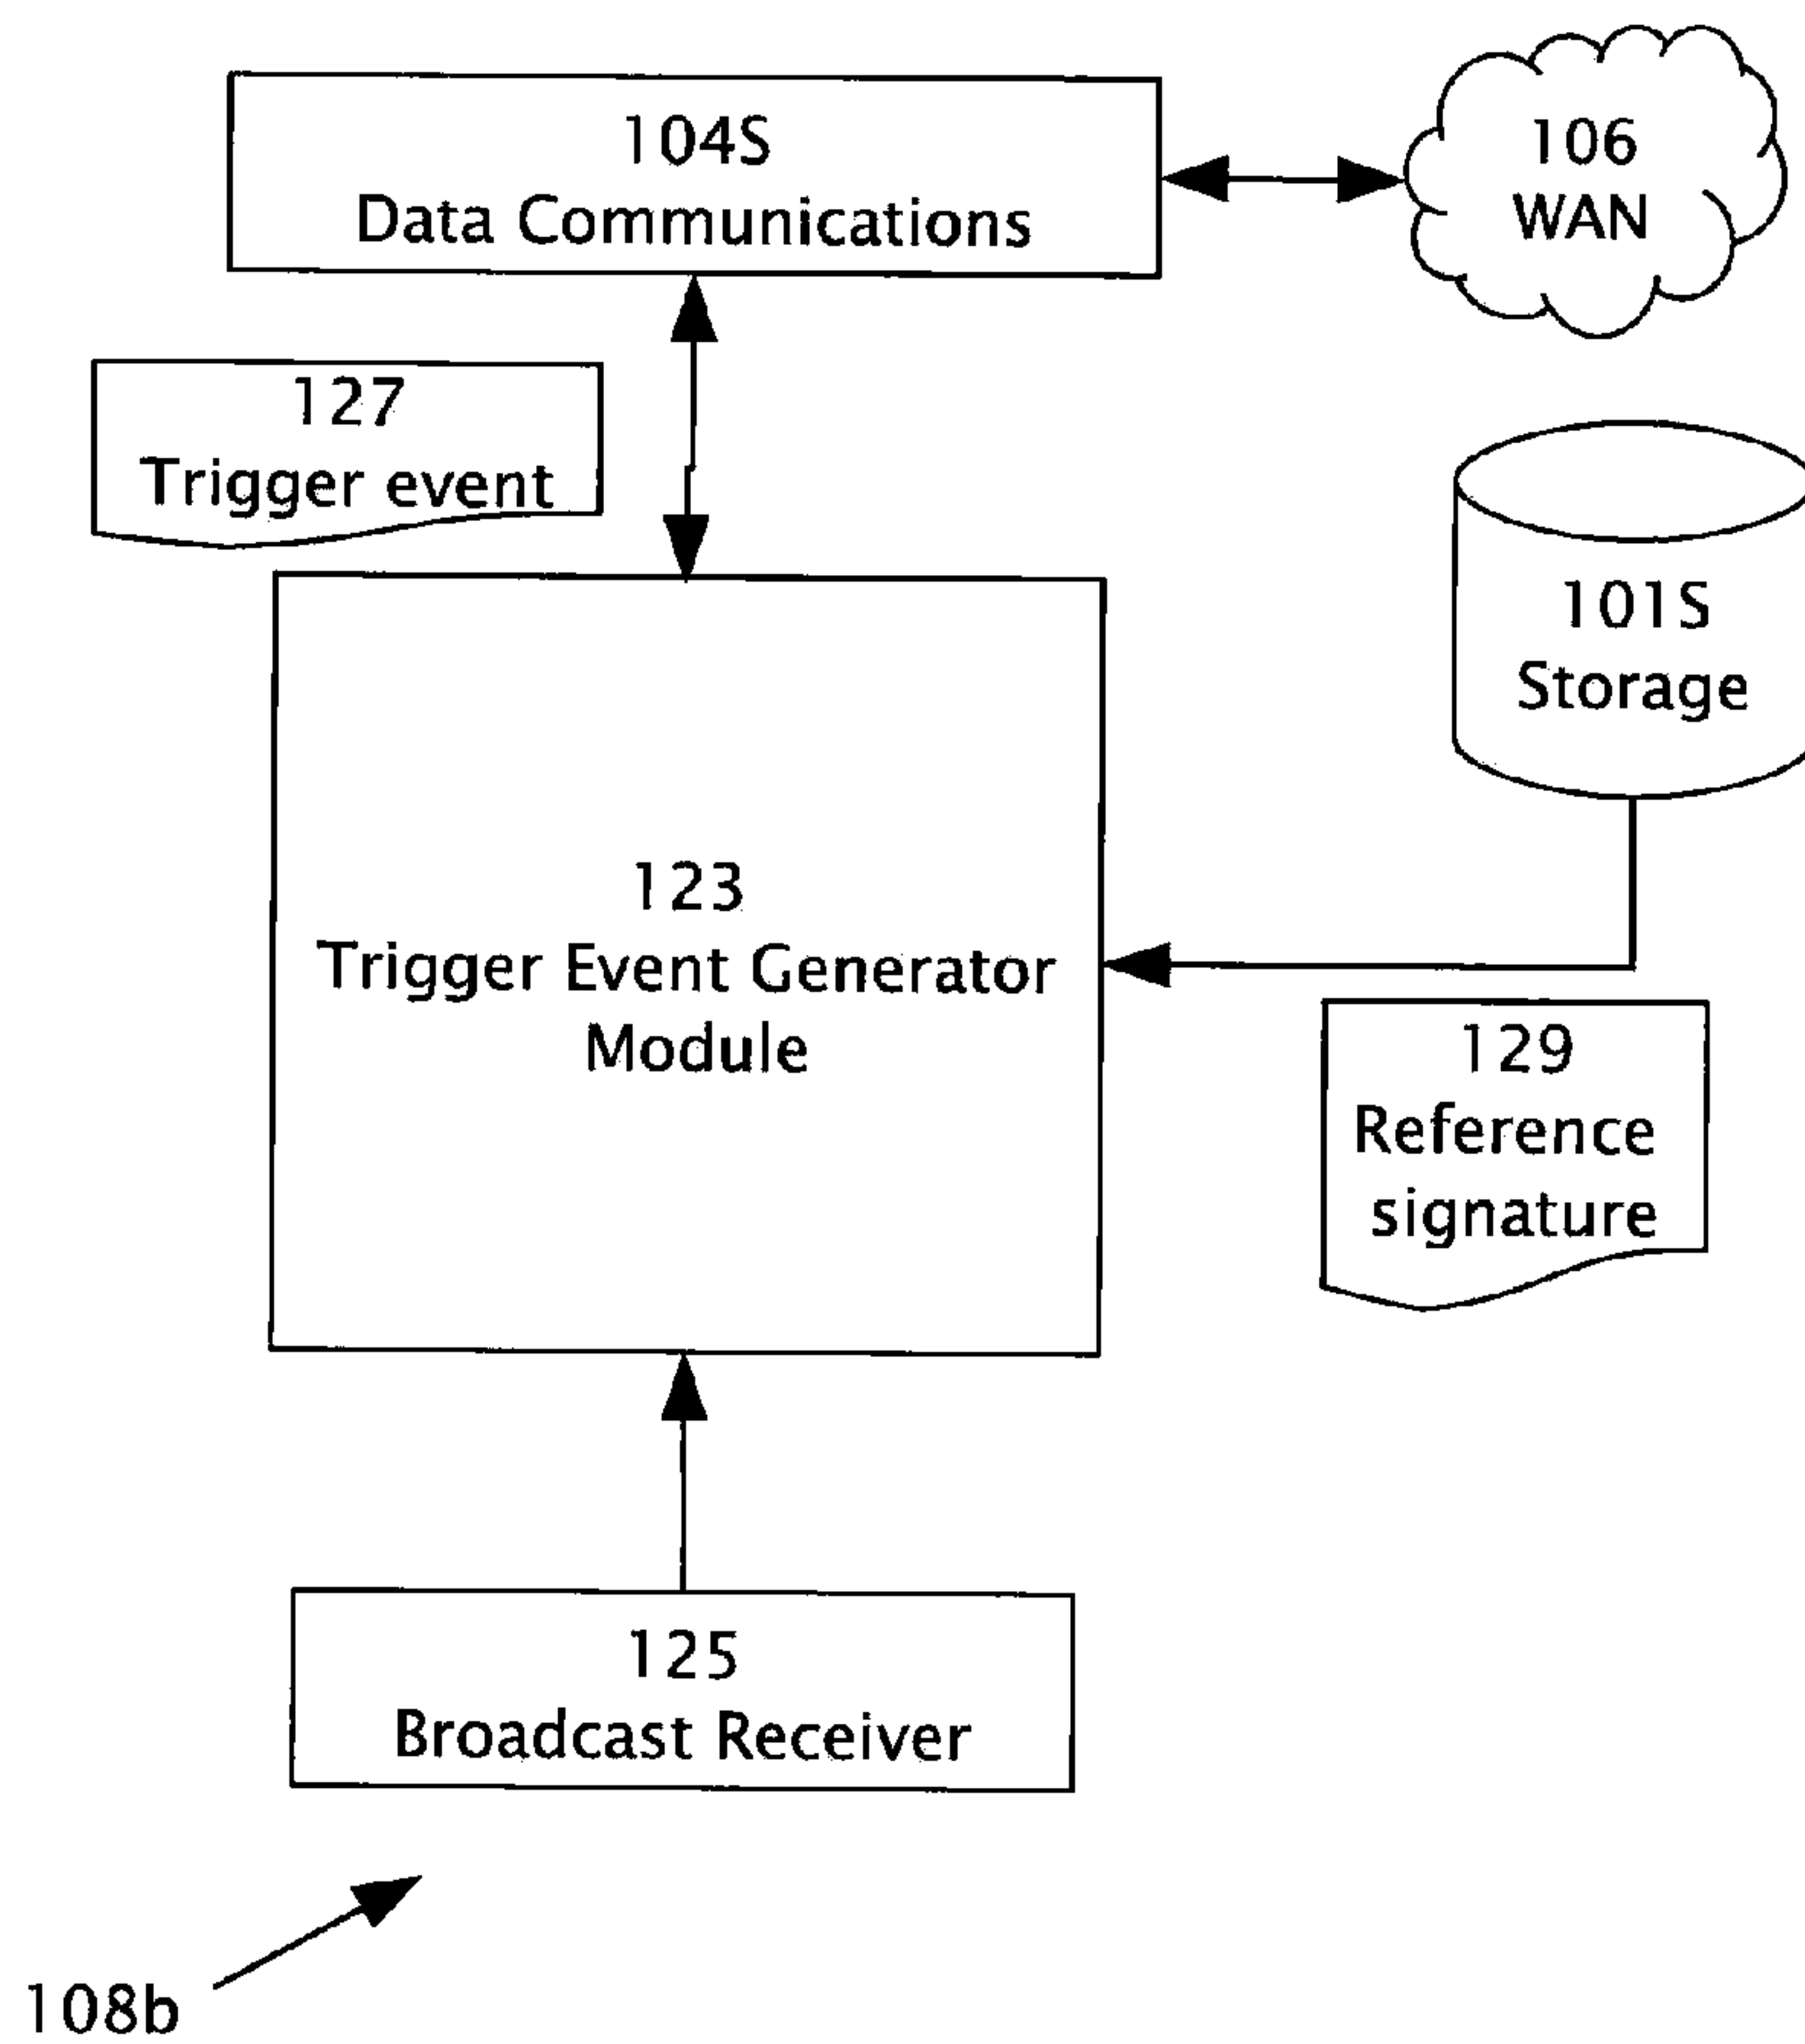 104S
Data Communications
106
WAN
127
Trigger event
101S
Storage
123
Trigger Event Generator
Module
129
Reference
signature
125
Broadcast Receiver
108b